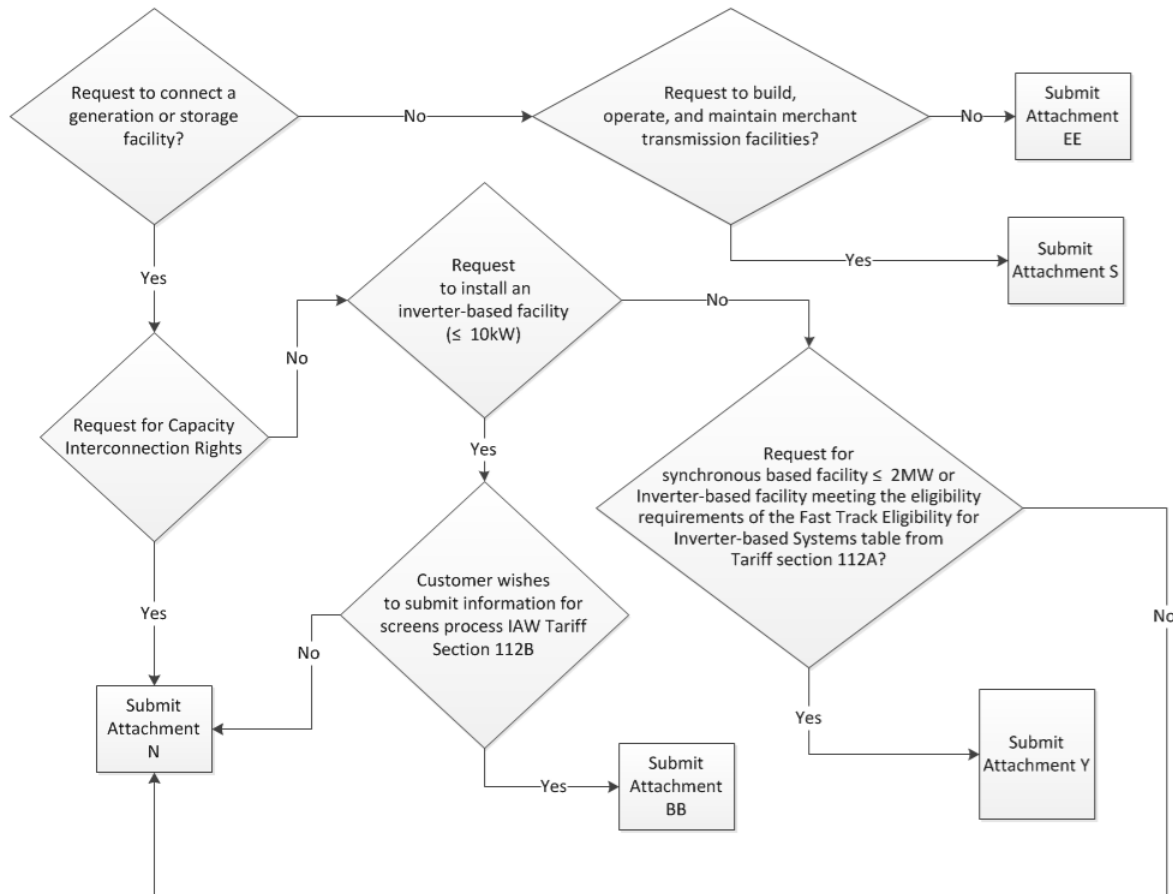 Request to connect a
generation or storage
facility?
No
Request to build,
operate, and maintain merchant
transmission facilities?
No
Submit
Attachment
EE
Yes
Submit
Attachment S
Yes
Request
to install an
inverter-based facility
(≤ 10kW)
No
No
Request for Capacity
Interconnection Rights
Yes
Request for
synchronous based facility ≤ 2MW or
Inverter-based facility meeting the eligibility
requirements of the Fast Track Eligibility for
Inverter-based Systems table from
Tariff section 112A?
Customer wishes
to submit information for
screens process IAW Tariff
Section 112B
Yes
No
No
Submit
Attachment
N
Yes
Submit
Attachment Y
Yes
Submit
Attachment
BB